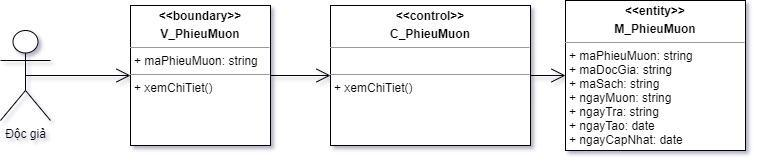 Độc giả
<<boundary>>
V_PhieuMuon
+ maPhieuMuon: string
+ xemChiTiet()
<<control>>
C_PhieuMuon
+ xemChiTiet()
<<entity>>
M_PhieuMuon
+ maPhieuMuon: string
+ maDocGia: string
+ maSach: string
+ ngayMuon: string
+ ngayTra: string
+ ngayTao: date
+ ngayCapNhat: date